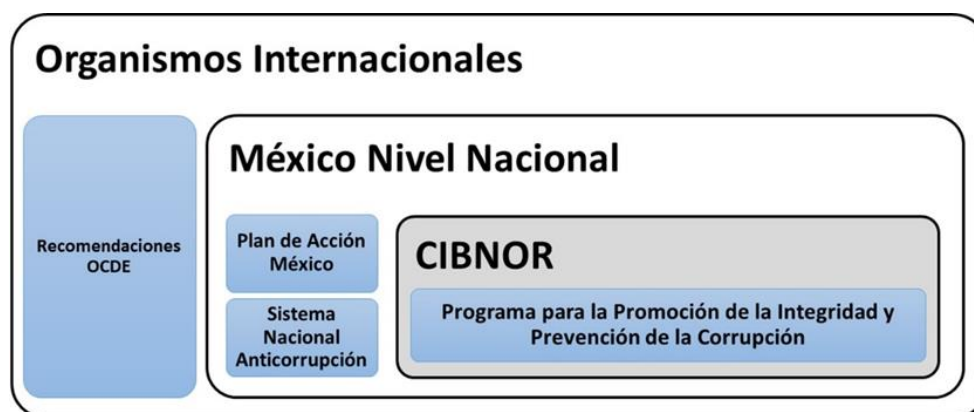 Organismos Internacionales
México Nivel Nacional
Recomendaciones
OCDE
Plan de Acción
México
Sistema
Nacional
Anticorrupción
CIBNOR
Programa para la Promoción de la Integridad y
Prevención de la Corrupción